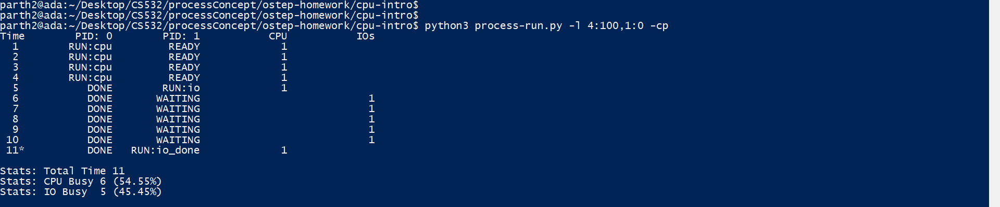 parth2@ada:~/Desktop/CS532/processConcept/ostep-homework/cpu-intro$
parth2@ada:~/Desktop/CS532/processConcept/ostep-homework/cpu-intro$
parth2@ada:~/Desktop/CS532/processConcept/ostep-homework/cpu-intro$ python3 process-run.py -l 4:100,1:0 -cp
Time        PID: 0        PID: 1           CPU           IOs
  1        RUN:cpu         READY             1
  2        RUN:cpu         READY             1
  3        RUN:cpu         READY             1
  4        RUN:cpu         READY             1
  5           DONE        RUN:io             1
  6           DONE       WAITING                           1
  7           DONE       WAITING                           1
  8           DONE       WAITING                           1
  9           DONE       WAITING                           1
 10           DONE       WAITING                           1
 11*          DONE   RUN:io_done             1
Stats: Total Time 11
Stats: CPU Busy 6 (54.55%)
Stats: IO Busy  5 (45.45%)